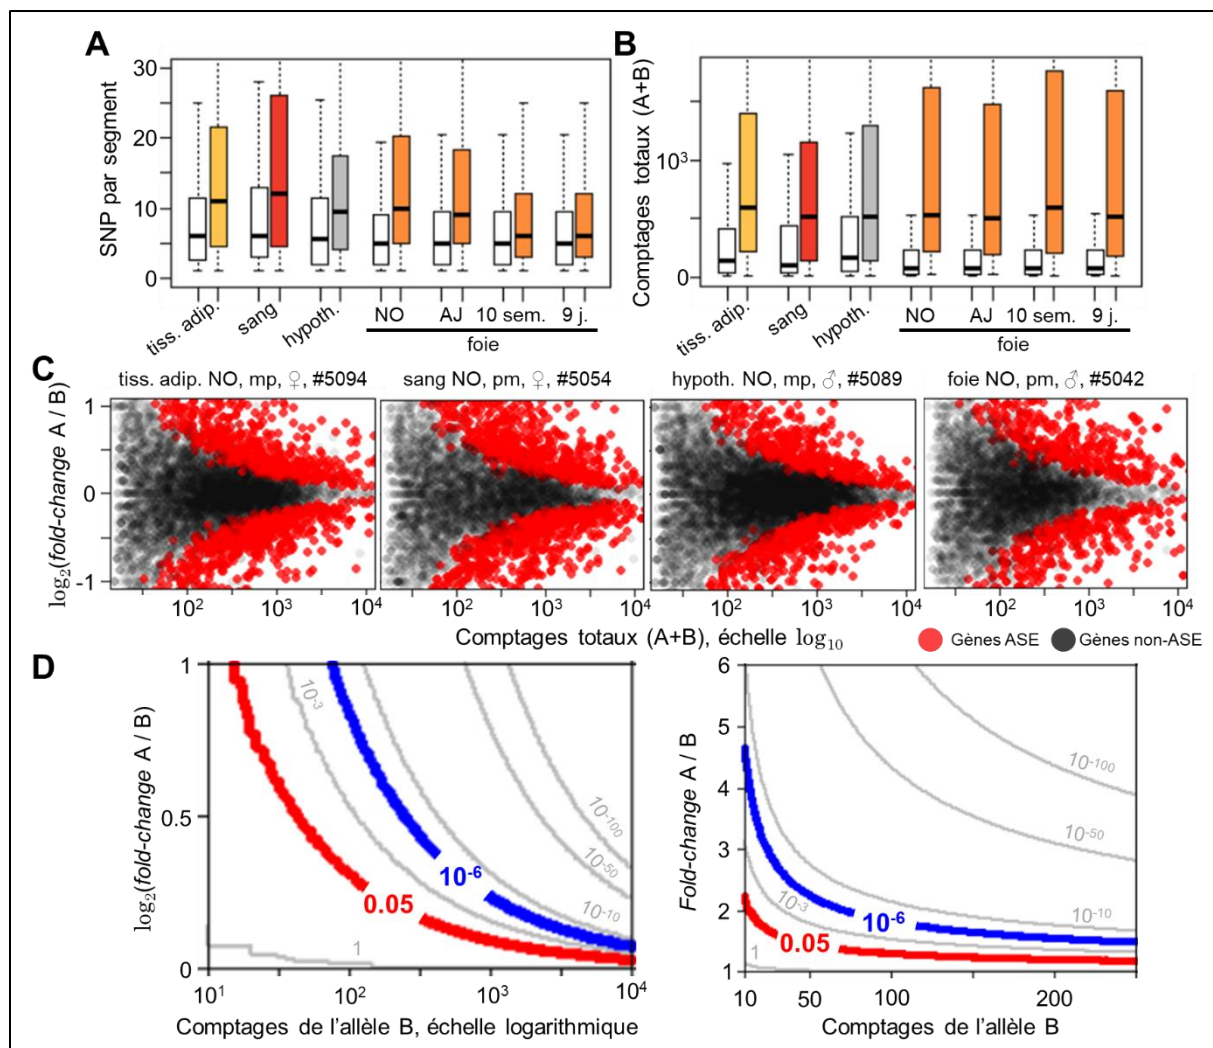 A
B
SNP par segment
30
20
10
0
tiss. adip.
sang
hypoth.
NO
AJ
10 sem.
9 j.
foie
Comptages totaux (A+B)
10³
0
tiss. adip.
sang
hypoth.
NO
AJ
10 sem.
9 j.
foie
C
tiss. adip. NO, mp, ♀, #5094
sang NO, pm, ♀, #5054
hypoth. NO, mp, ♂, #5089
foie NO, pm, ♂, #5042
log₂(fold-change A / B)
1
0
-1
10² 10³ 10⁴
10² 10³ 10⁴
10² 10³ 10⁴
10² 10³ 10⁴
Comptages totaux (A+B), échelle log₁₀
Gènes ASE
Gènes non-ASE
D
log₂(fold-change A / B)
1
0.5
0
10⁻³
10⁻¹⁰⁰
10⁻⁵⁰
10⁻⁶
10⁻¹⁰
0.05
1
10¹ 10² 10³ 10⁴
Comptages de l'allèle B, échelle logarithmique
Fold-change A / B
6
5
4
3
2
1
10⁻¹⁰⁰
10⁻⁵⁰
10⁻³
10⁻⁶
10⁻¹⁰
0.05
1
10 50 100 200
Comptages de l'allèle B